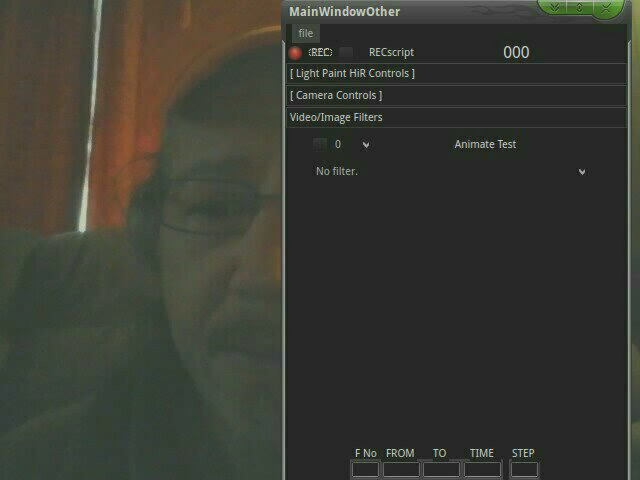 MainWindowOther
file
REC RECscript 000
[ Light Paint HiR Controls ]
[ Camera Controls ]
Video/Image Filters
0 Animate Test
No filter.
F No FROM TO TIME STEP